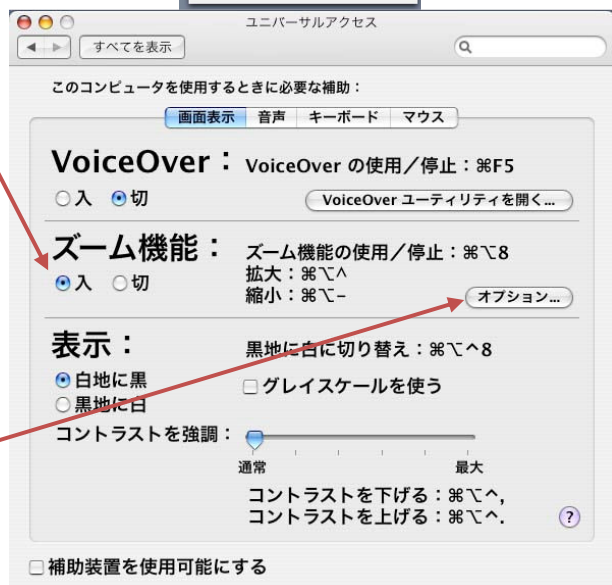 ユニバーサルアクセス
すべてを表示
このコンピュータを使用するときに必要な補助：
画面表示 音声 キーボード マウス
VoiceOver： VoiceOver の使用／停止：⌘F5
入 切 VoiceOver ユーティリティを開く...
ズーム機能： ズーム機能の使用／停止：⌘⌥8
入 切 拡大：⌘⌥^
縮小：⌘⌥-
オプション...
表示： 黒地に白に切り替え：⌘⌥^8
白地に黒 グレイスケールを使う
黒地に白
コントラストを強調：
通常 最大
コントラストを下げる：⌘⌥^,
コントラストを上げる：⌘⌥^.
?
補助装置を使用可能にする